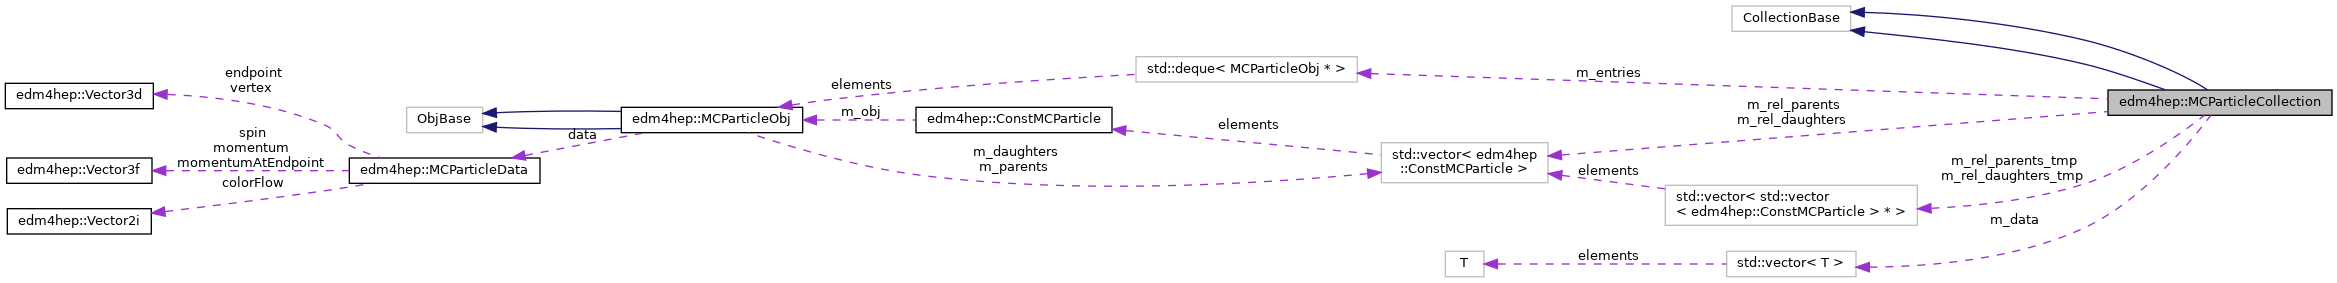 CollectionBase
edm4hep::MCParticleCollection
m_entries
std::deque< MCParticleObj * >
elements
m_rel_parents
m_rel_daughters
std::vector< edm4hep
::ConstMCParticle >
elements
edm4hep::ConstMCParticle
m_obj
edm4hep::MCParticleObj
ObjBase
data
m_daughters
m_parents
edm4hep::MCParticleData
endpoint
vertex
edm4hep::Vector3d
spin
momentum
momentumAtEndpoint
edm4hep::Vector3f
colorFlow
edm4hep::Vector2i
m_rel_parents_tmp
m_rel_daughters_tmp
elements
std::vector< std::vector
< edm4hep::ConstMCParticle > * >
m_data
std::vector< T >
elements
T